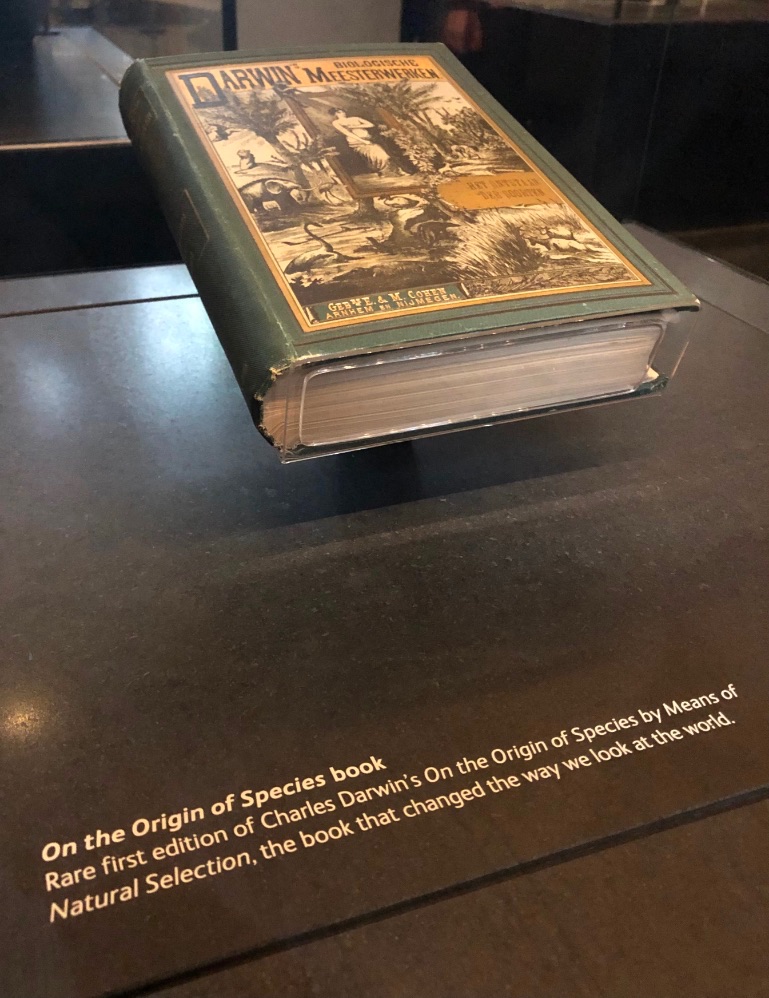 BIOLOGISCHE
DARWIN'S MEESTERWERKEN
HET ONTSTAAN
DER SOORTEN
GEBRS. E. & M. COHEN
ARNHEM EN NIJMEGEN.
On the Origin of Species book
Rare first edition of Charles Darwin's On the Origin of Species by Means of
Natural Selection, the book that changed the way we look at the world.